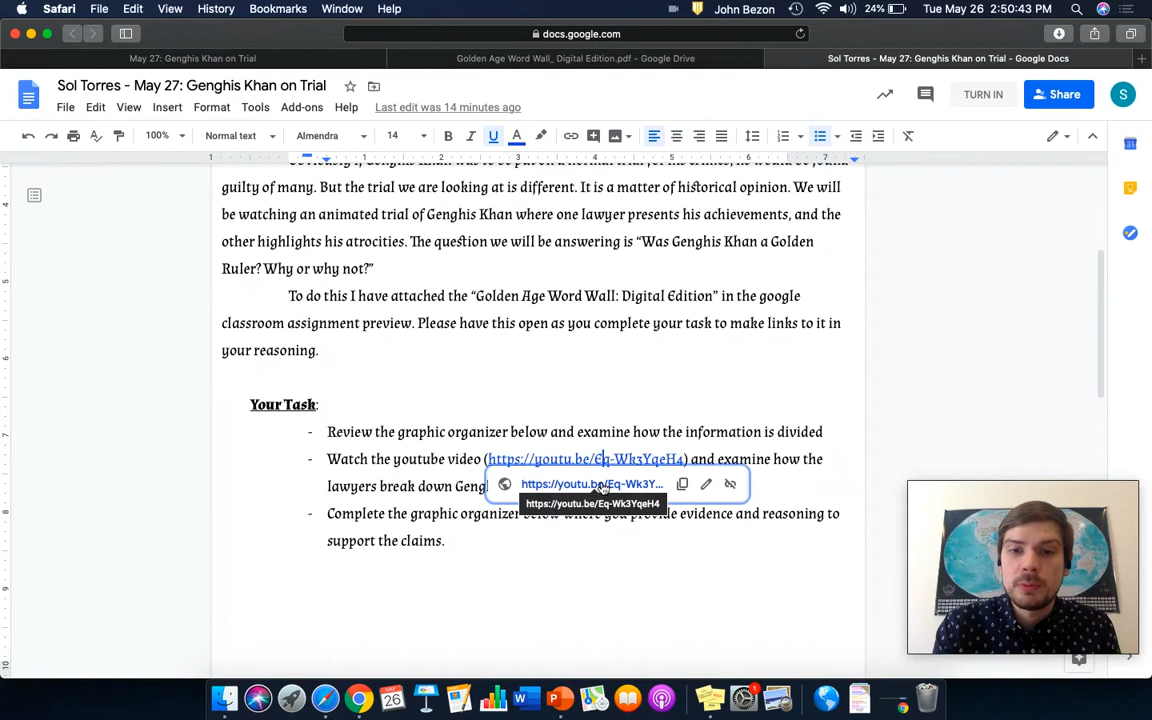 Safari File Edit View History Bookmarks Window Help John Bezon 24% Tue May 26 2:50:43 PM
docs.google.com
May 27: Genghis Khan on Trial Golden Age Word Wall_ Digital Edition.pdf - Google Drive Sol Torres - May 27: Genghis Khan on Trial - Google Docs
Sol Torres - May 27: Genghis Khan on Trial
File Edit View Insert Format Tools Add-ons Help Last edit was 14 minutes ago
TURN IN Share S
100% Normal text Almendra 14 B I U A
1 1 2 3 4 5 6 7
guilty of many. But the trial we are looking at is different. It is a matter of historical opinion. We will
be watching an animated trial of Genghis Khan where one lawyer presents his achievements, and the
other highlights his atrocities. The question we will be answering is “Was Genghis Khan a Golden
Ruler? Why or why not?”
To do this I have attached the “Golden Age Word Wall: Digital Edition” in the google
classroom assignment preview. Please have this open as you complete your task to make links to it in
your reasoning.
Your Task:
- Review the graphic organizer below and examine how the information is divided
- Watch the youtube video (https://youtu.be/Eq-Wk3YqeH4) and examine how the
lawyers break down Geng
https://youtu.be/Eq-Wk3Y...
https://youtu.be/Eq-Wk3YqeH4
- Complete the graphic organizer below where you provide evidence and reasoning to
support the claims.